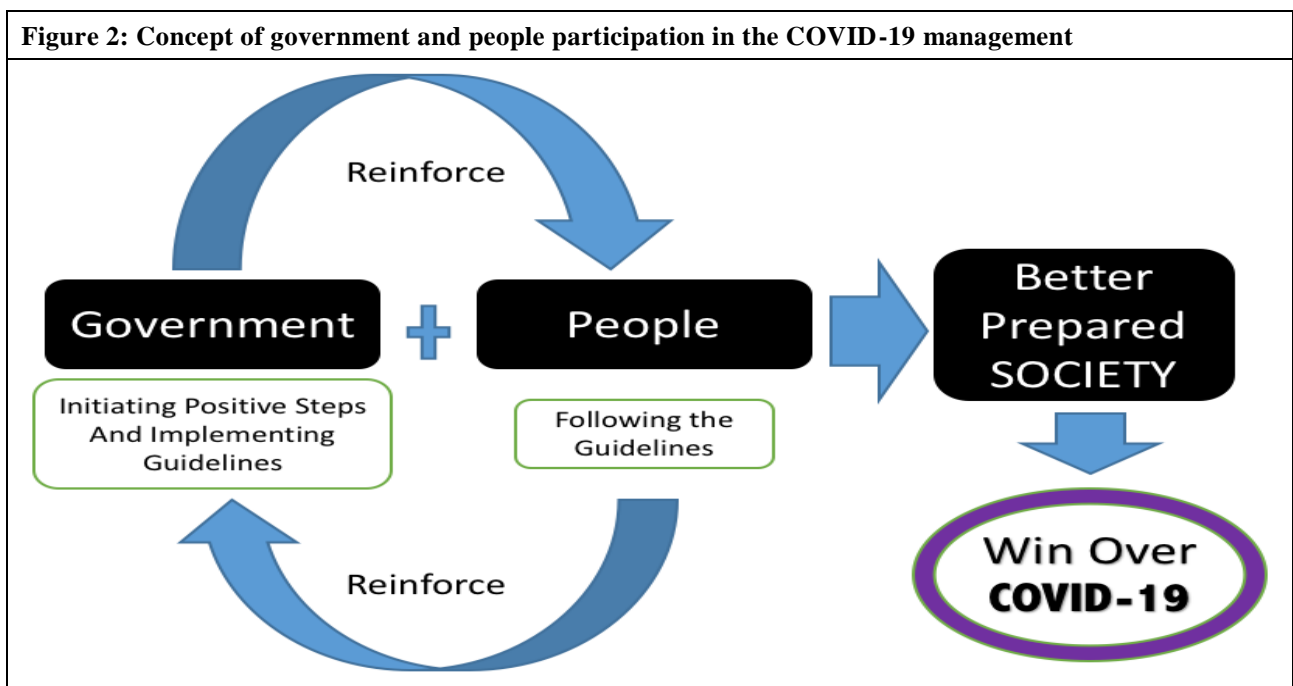 Figure 2: Concept of government and people participation in the COVID-19 management
Reinforce
Government
+
People
Better
Prepared
SOCIETY
Initiating Positive Steps
And Implementing
Guidelines
Following the
Guidelines
Reinforce
Win Over
COVID-19